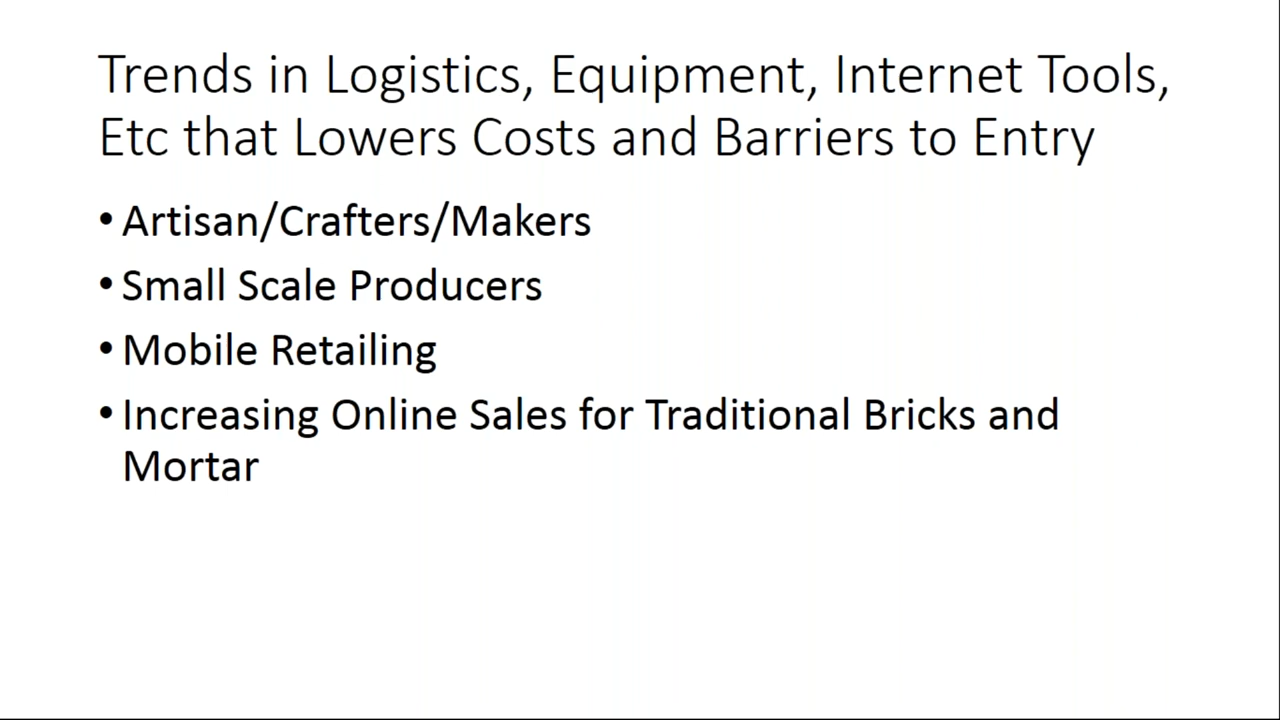 Trends in Logistics, Equipment, Internet Tools,
Etc that Lowers Costs and Barriers to Entry
• Artisan/Crafters/Makers
• Small Scale Producers
• Mobile Retailing
• Increasing Online Sales for Traditional Bricks and
Mortar